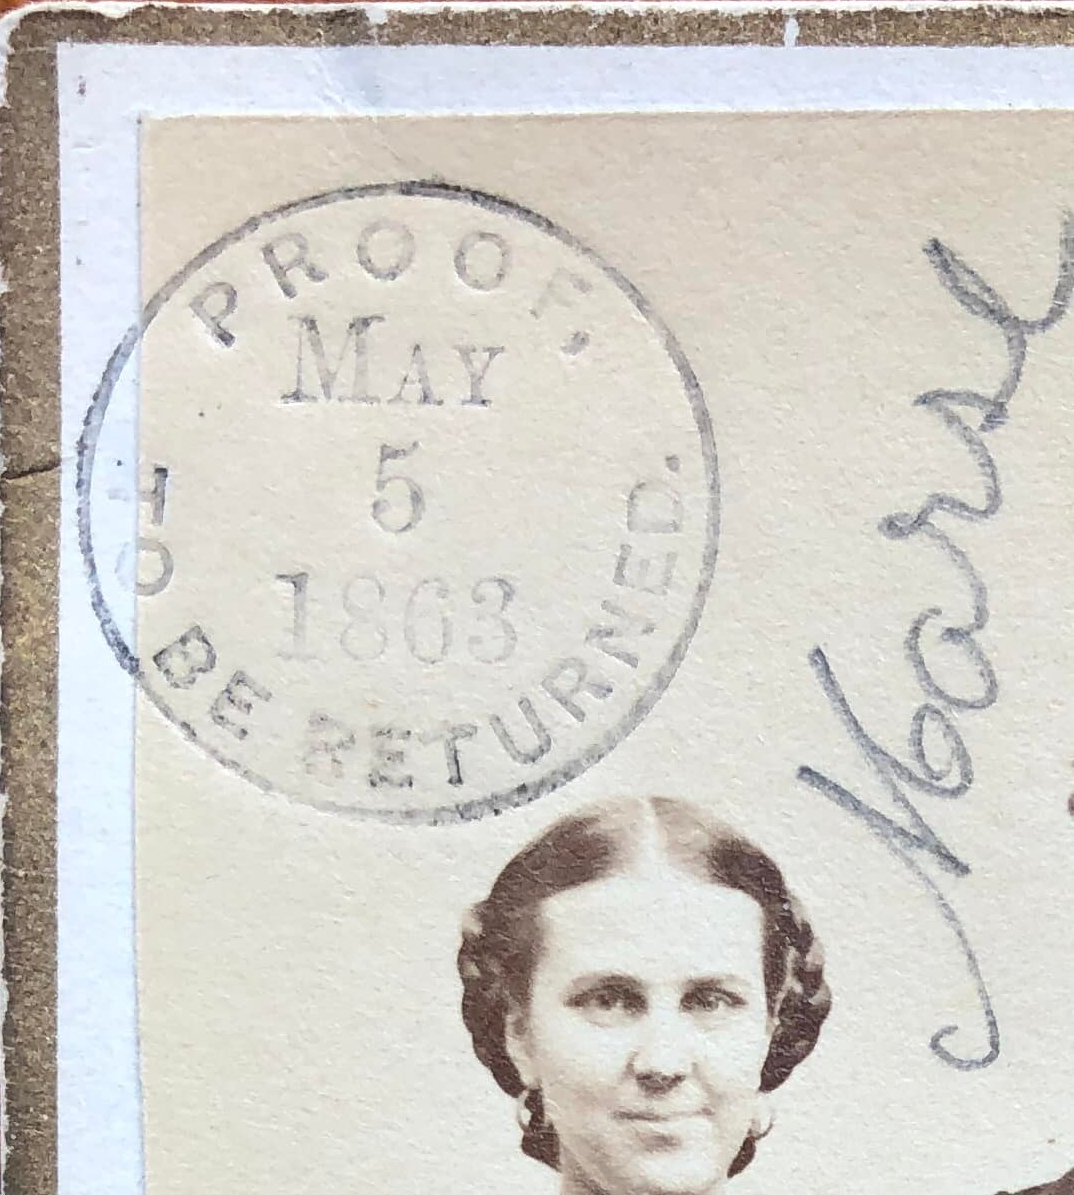 PROOF.
MAY
5
1863
TO BE RETURNED.